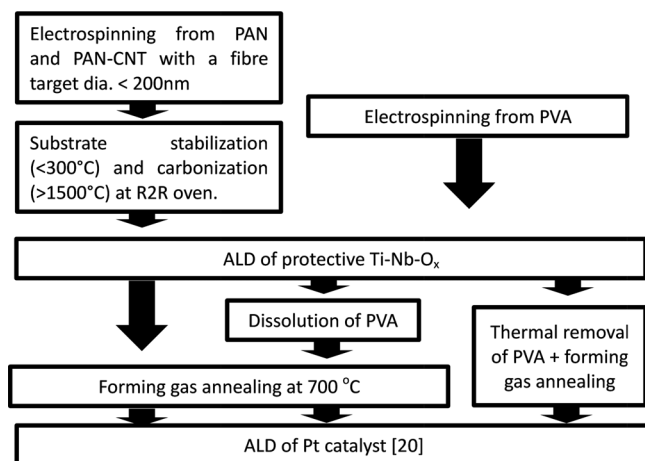 Electrospinning from PAN
and PAN-CNT with a fibre
target dia. < 200nm
Electrospinning from PVA
Substrate stabilization
(<300°C) and carbonization
(>1500°C) at R2R oven.
ALD of protective Ti-Nb-Oₓ
Dissolution of PVA
Thermal removal
of PVA + forming
gas annealing
Forming gas annealing at 700 °C
ALD of Pt catalyst [20]